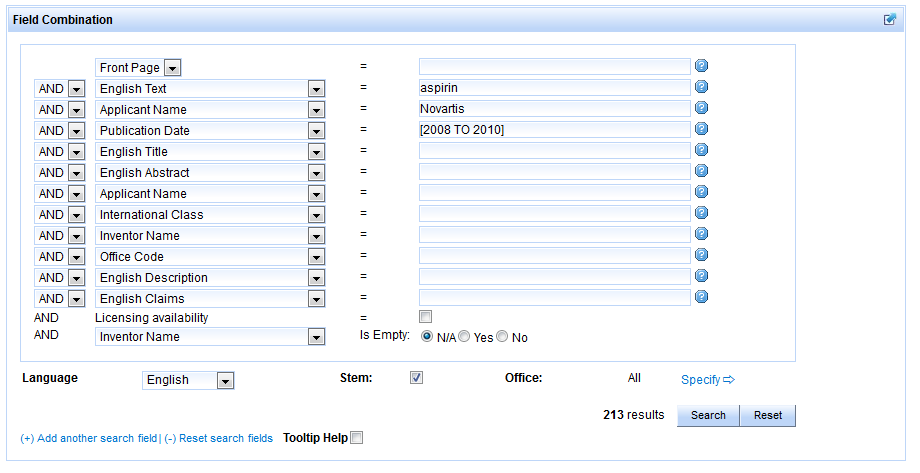 Field Combination
Front Page =
AND English Text = aspirin
AND Applicant Name = Novartis
AND Publication Date = [2008 TO 2010]
AND English Title =
AND English Abstract =
AND Applicant Name =
AND International Class =
AND Inventor Name =
AND Office Code =
AND English Description =
AND English Claims =
AND Licensing availability =
AND Inventor Name Is Empty: N/A Yes No
Language English Stem: Office: All Specify ⇨
213 results Search Reset
(+) Add another search field| (-) Reset search fields Tooltip Help